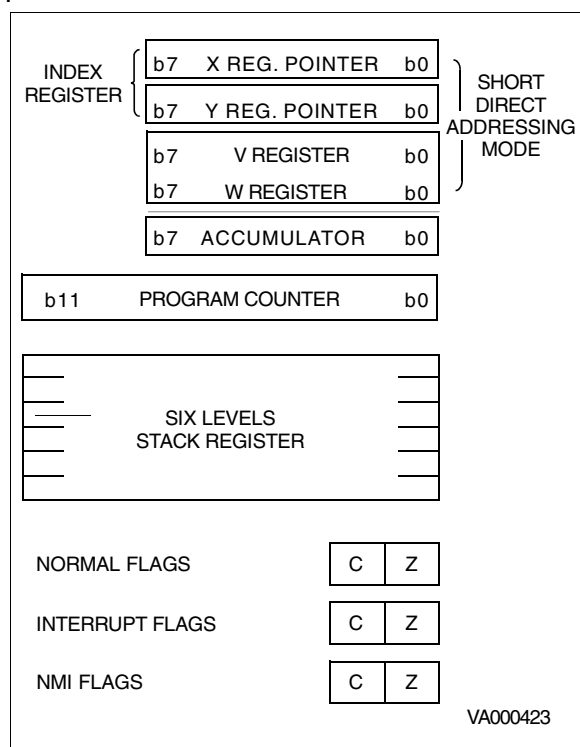 INDEX
REGISTER
b7 X REG. POINTER b0
b7 Y REG. POINTER b0
b7 V REGISTER b0
b7 W REGISTER b0
SHORT
DIRECT
ADDRESSING
MODE
b7 ACCUMULATOR b0
b11 PROGRAM COUNTER b0
SIX LEVELS
STACK REGISTER
NORMAL FLAGS C Z
INTERRUPT FLAGS C Z
NMI FLAGS C Z
VA000423